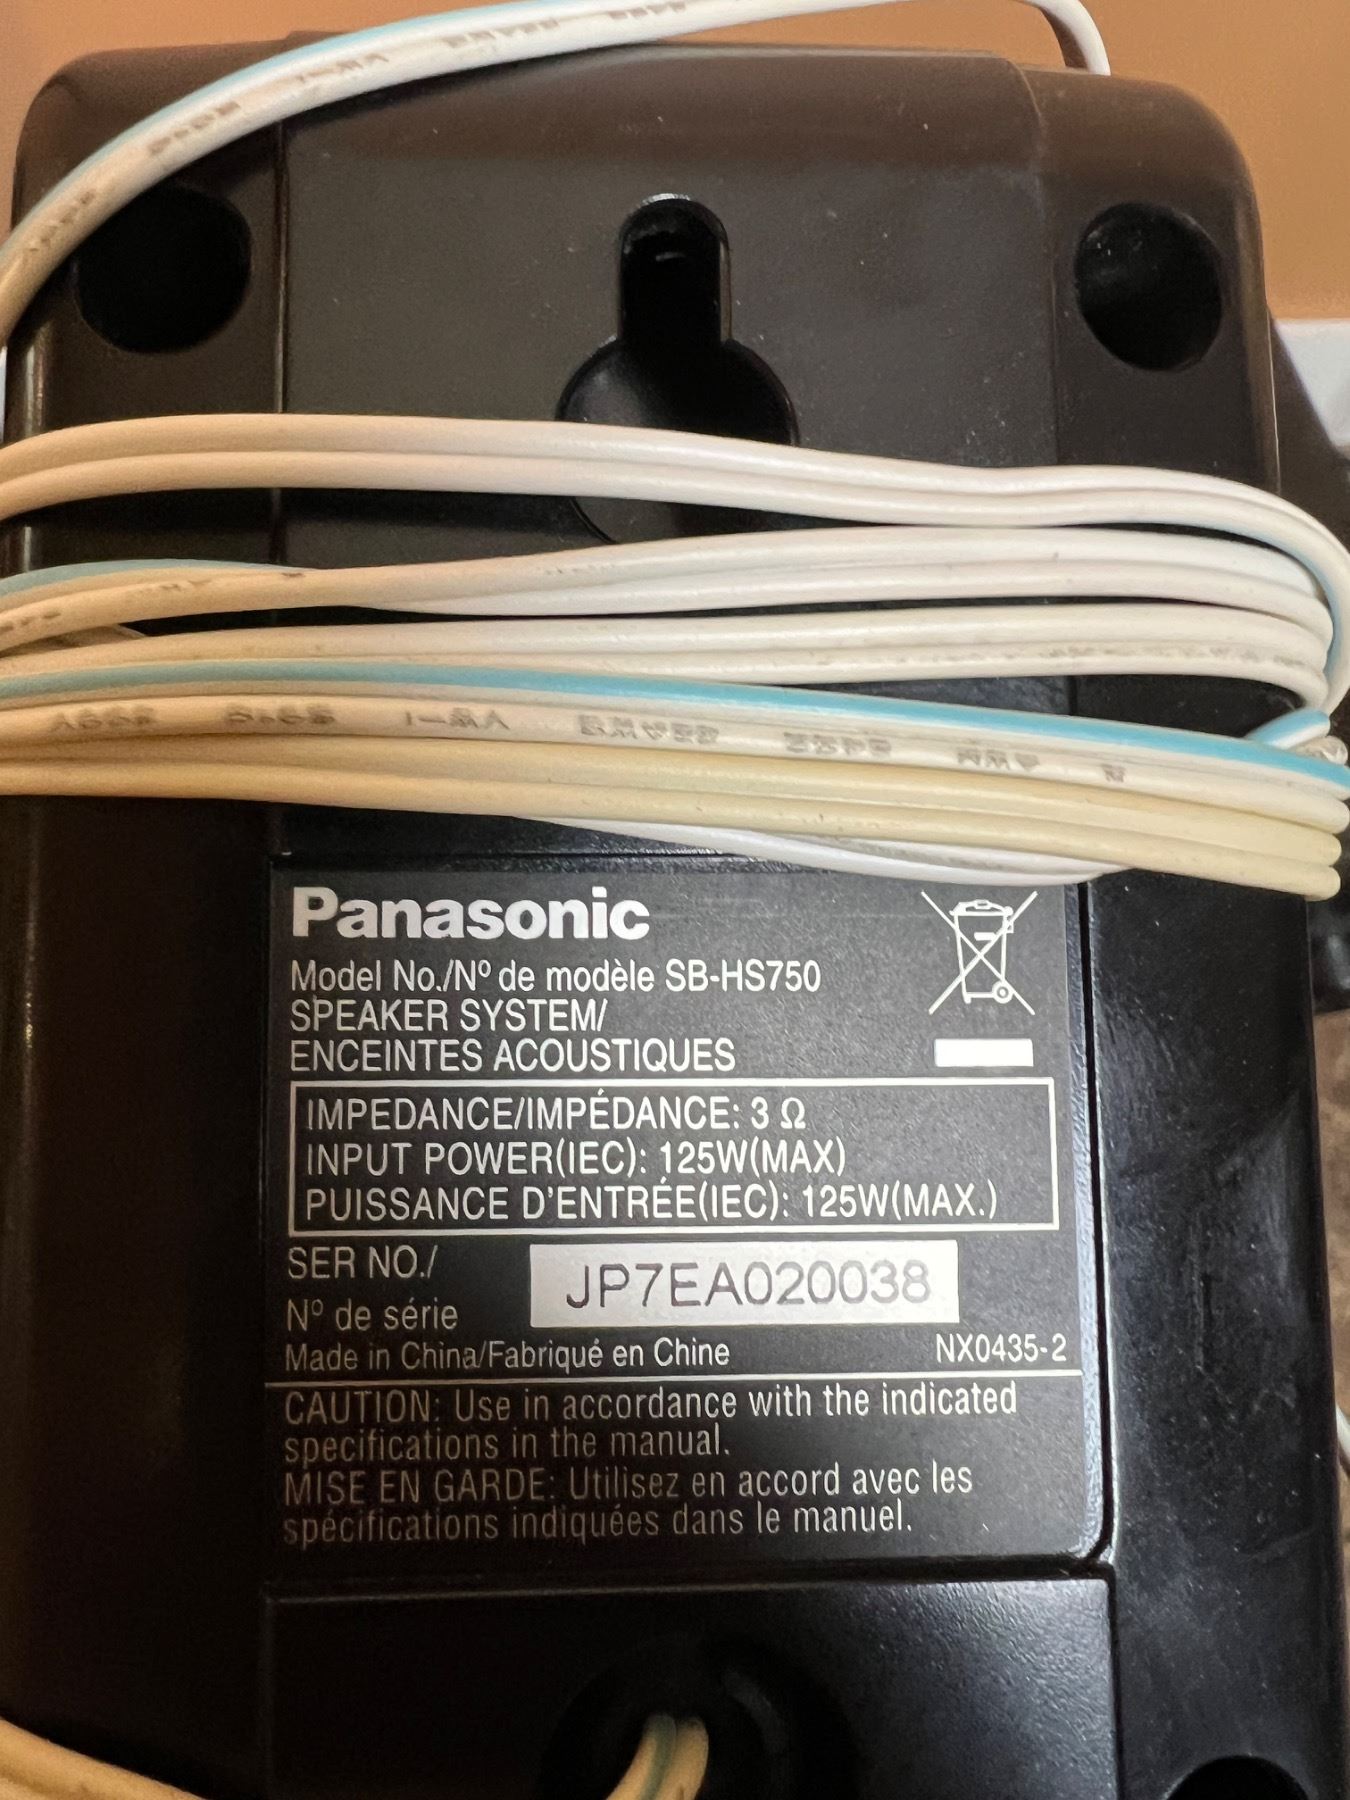 Panasonic
Model No./Nº de modèle SB-HS750
SPEAKER SYSTEM/
ENCEINTES ACOUSTIQUES
IMPEDANCE/IMPÉDANCE: 3 Ω
INPUT POWER(IEC): 125W(MAX)
PUISSANCE D'ENTRÉE(IEC): 125W(MAX.)
SER NO./
Nº de série
JP7EA020038
Made in China/Fabriqué en Chine
NX0435-2
CAUTION: Use in accordance with the indicated
specifications in the manual.
MISE EN GARDE: Utilisez en accord avec les
spécifications indiquées dans le manuel.